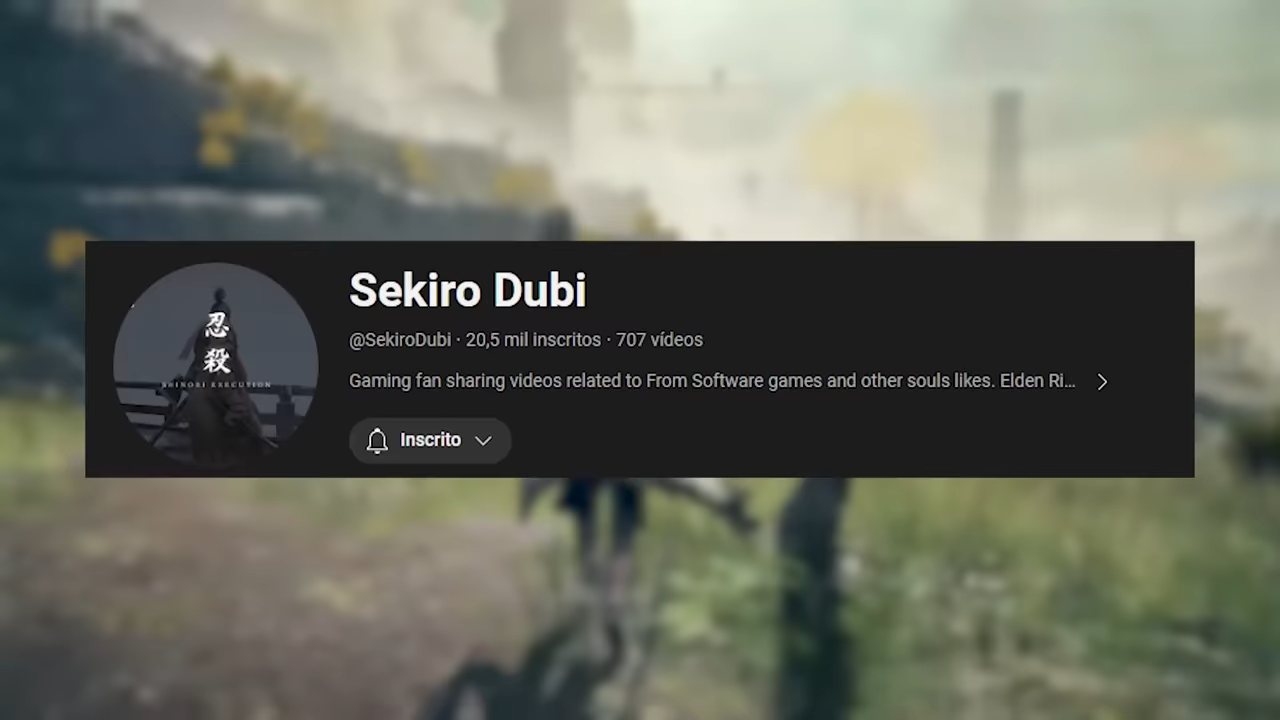 忍
殺
SHINOBI EXECUTION
Sekiro Dubi
@SekiroDubi · 20,5 mil inscritos · 707 vídeos
Gaming fan sharing videos related to From Software games and other souls likes. Elden Ri...
Inscrito